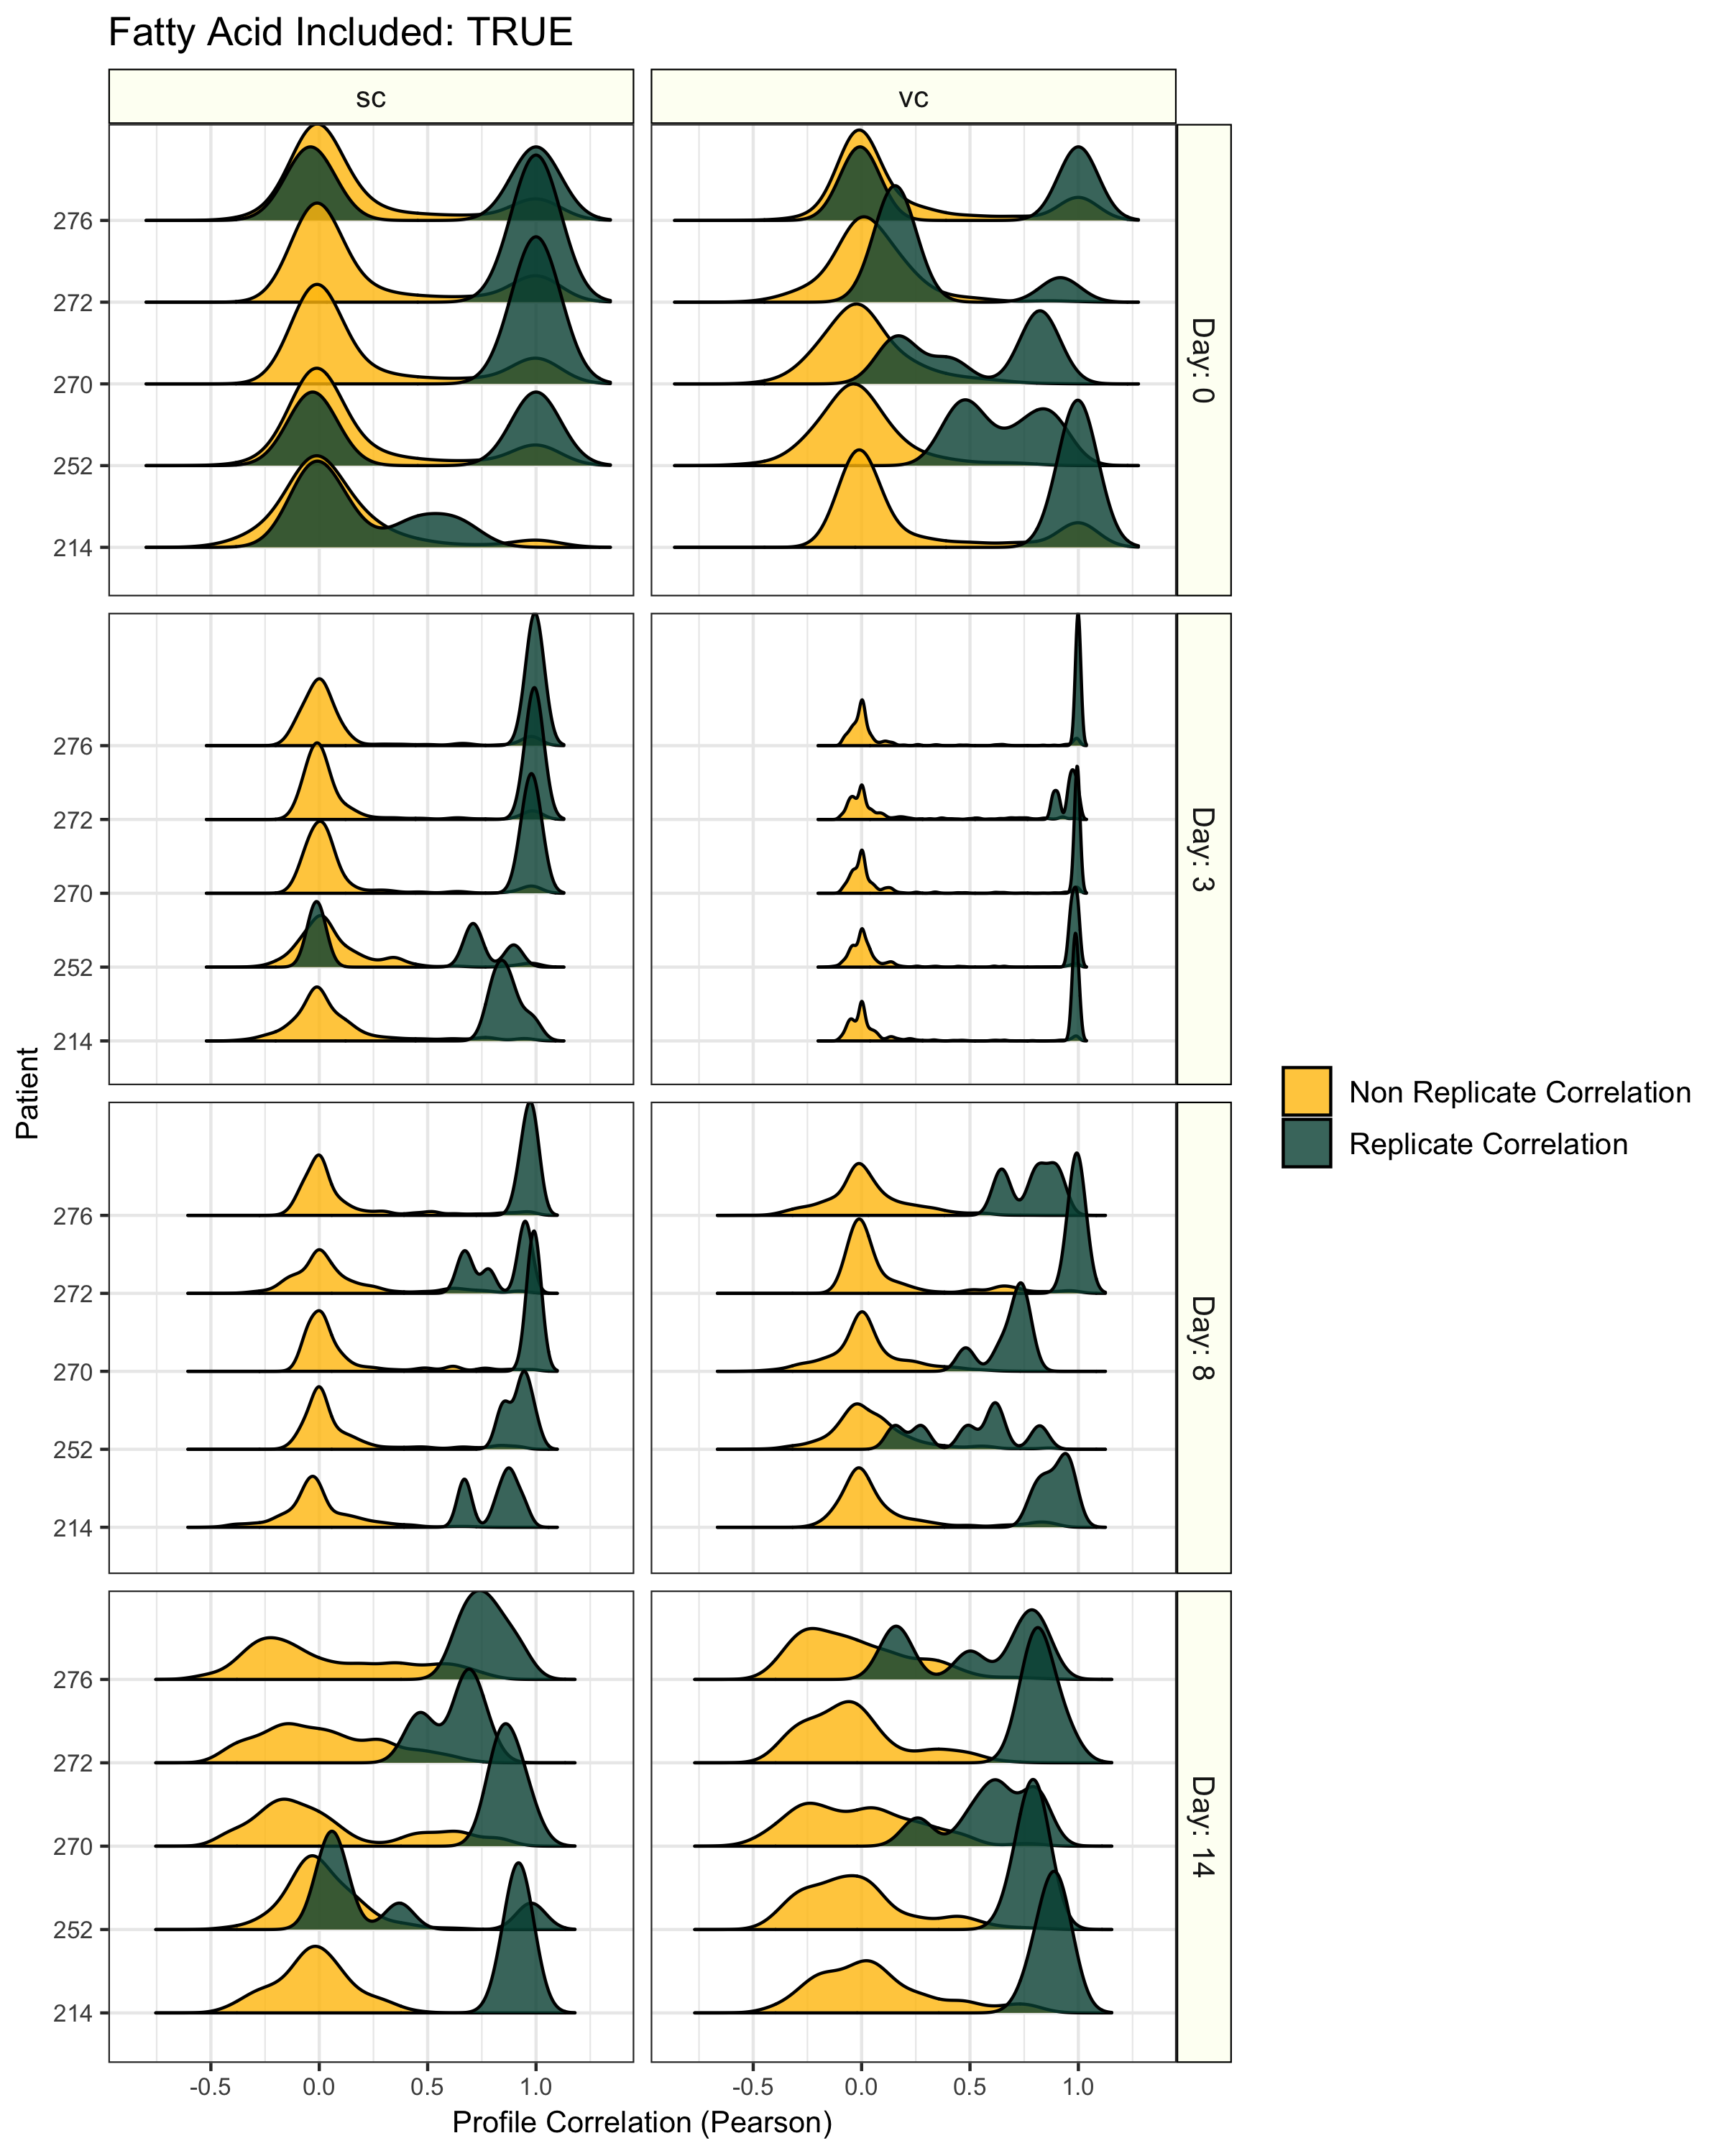 Fatty Acid Included: TRUE
sc
vc
276
272
270
252
214
Day: 0
276
272
270
252
214
Day: 3
Patient
276
272
270
252
214
Day: 8
276
272
270
252
214
Day: 14
-0.5 0.0 0.5 1.0
-0.5 0.0 0.5 1.0
Profile Correlation (Pearson)
Non Replicate Correlation
Replicate Correlation